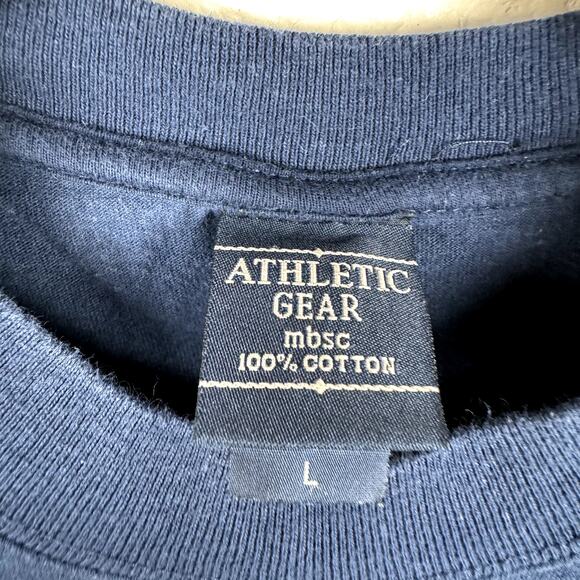 ATHLETIC
GEAR
mbsc
100% COTTON
L